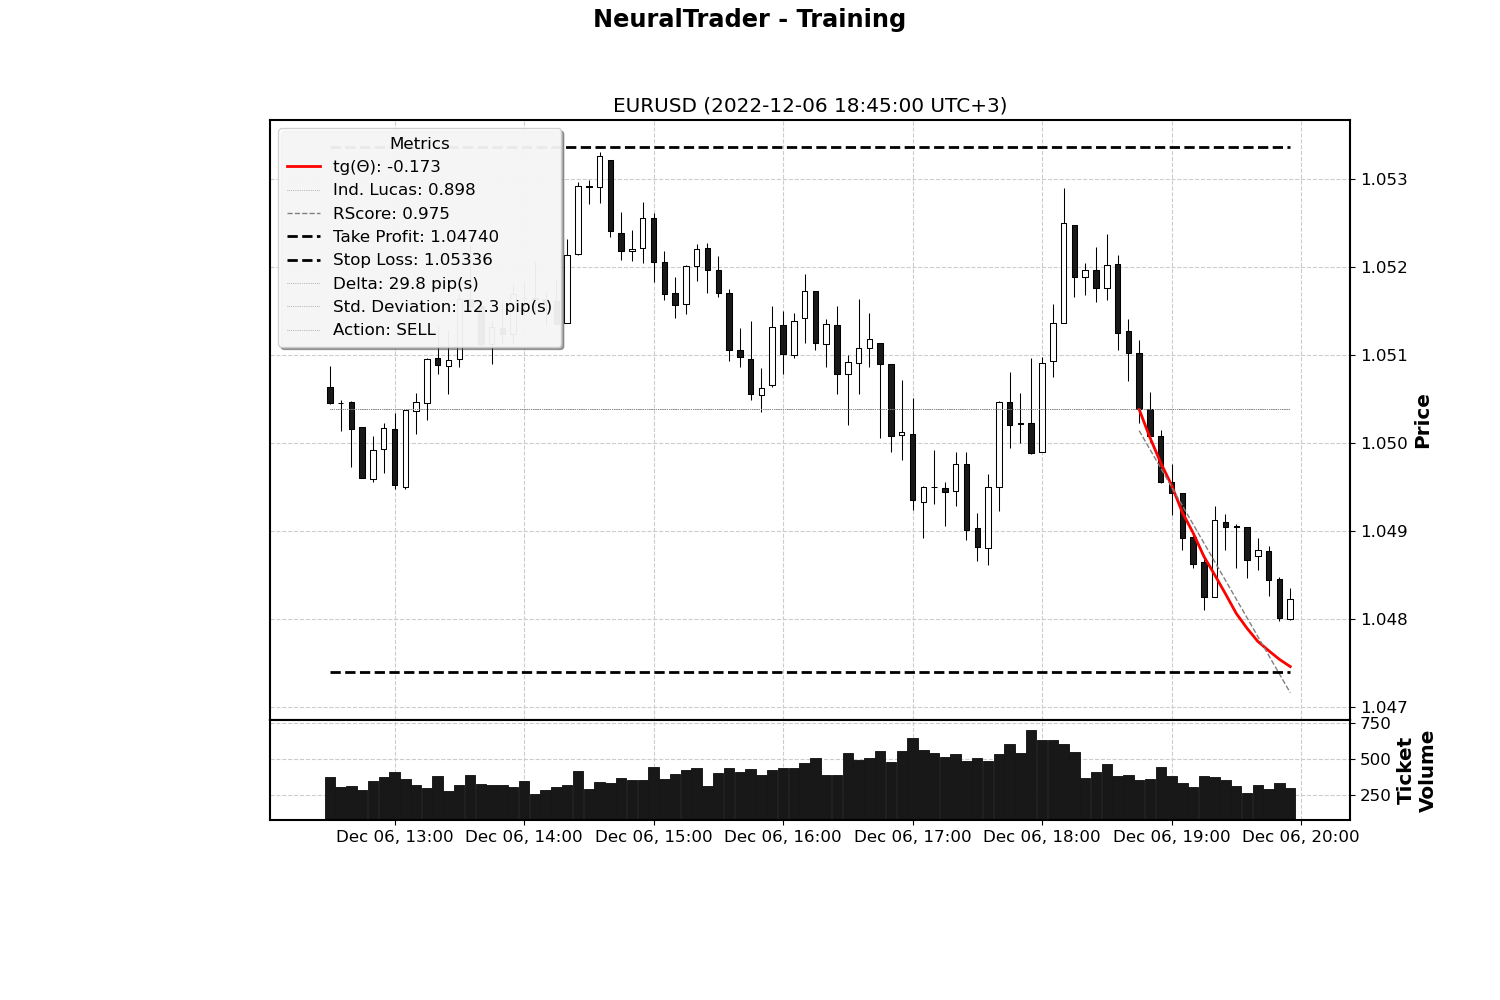 NeuralTrader - Training
EURUSD (2022-12-06 18:45:00 UTC+3)
Metrics
tg(Θ): -0.173
Ind. Lucas: 0.898
RScore: 0.975
Take Profit: 1.04740
Stop Loss: 1.05336
Delta: 29.8 pip(s)
Std. Deviation: 12.3 pip(s)
Action: SELL
1.053
1.052
1.051
1.050
1.049
1.048
1.047
Price
750
500
250
Ticket
Volume
Dec 06, 13:00 Dec 06, 14:00 Dec 06, 15:00 Dec 06, 16:00 Dec 06, 17:00 Dec 06, 18:00 Dec 06, 19:00 Dec 06, 20:00